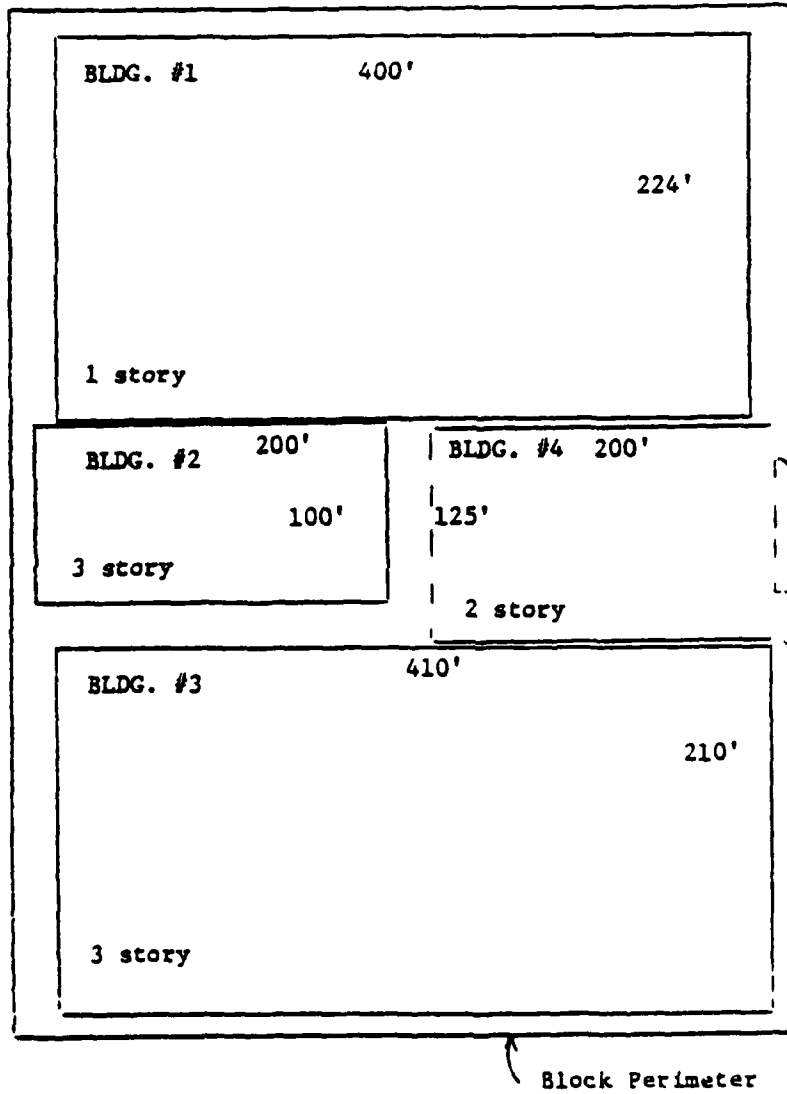 BLDG. #1 400'
224'
1 story
BLDG. #2 200'
100'
3 story
BLDG. #4 200'
125'
2 story
BLDG. #3 410'
210'
3 story
Block Perimeter